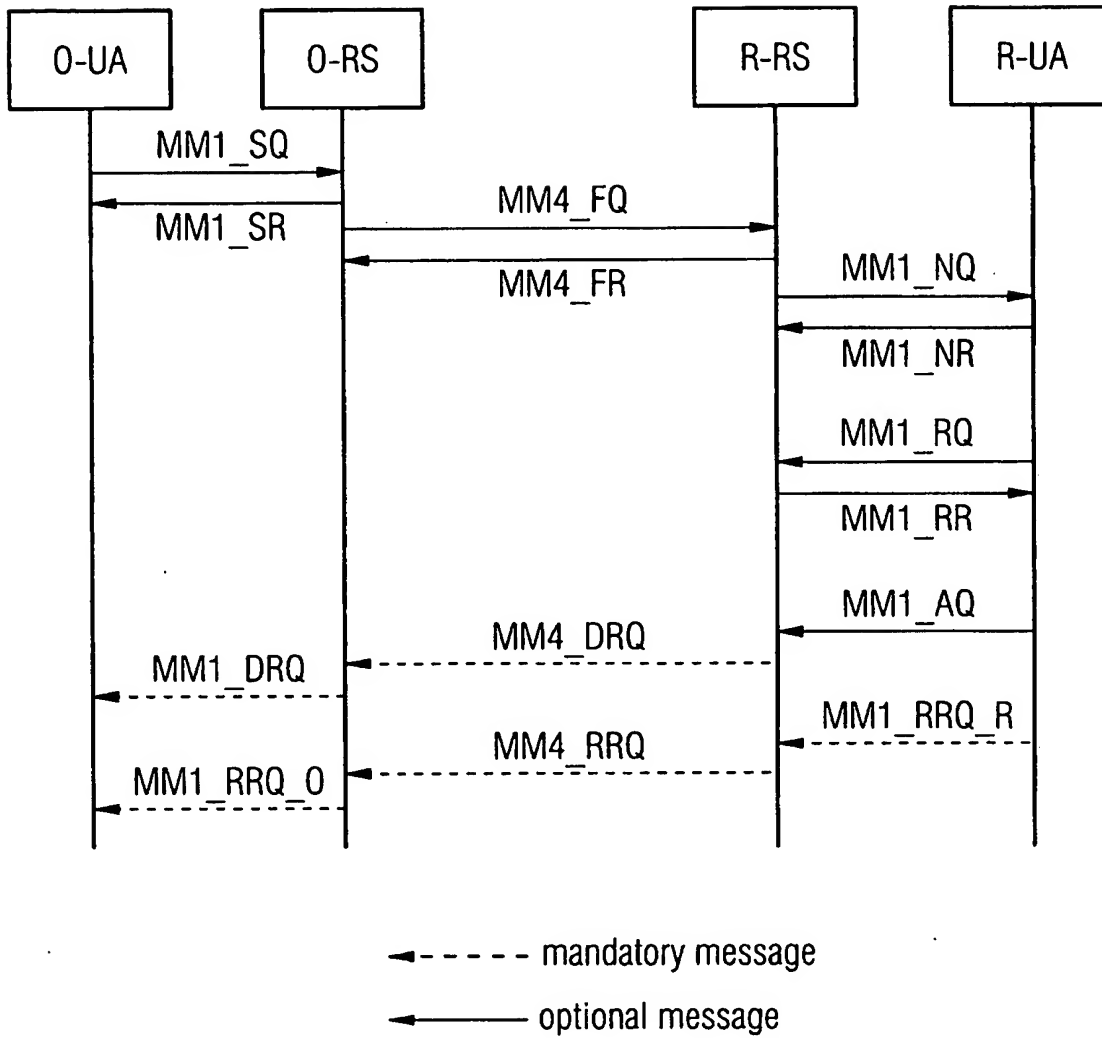 O-UA
O-RS
R-RS
R-UA
MM1_SQ
MM1_SR
MM4_FQ
MM4_FR
MM1_NQ
MM1_NR
MM1_RQ
MM1_RR
MM1_AQ
MM4_DRQ
MM1_DRQ
MM1_RRQ_R
MM4_RRQ
MM1_RRQ_O
mandatory message
optional message